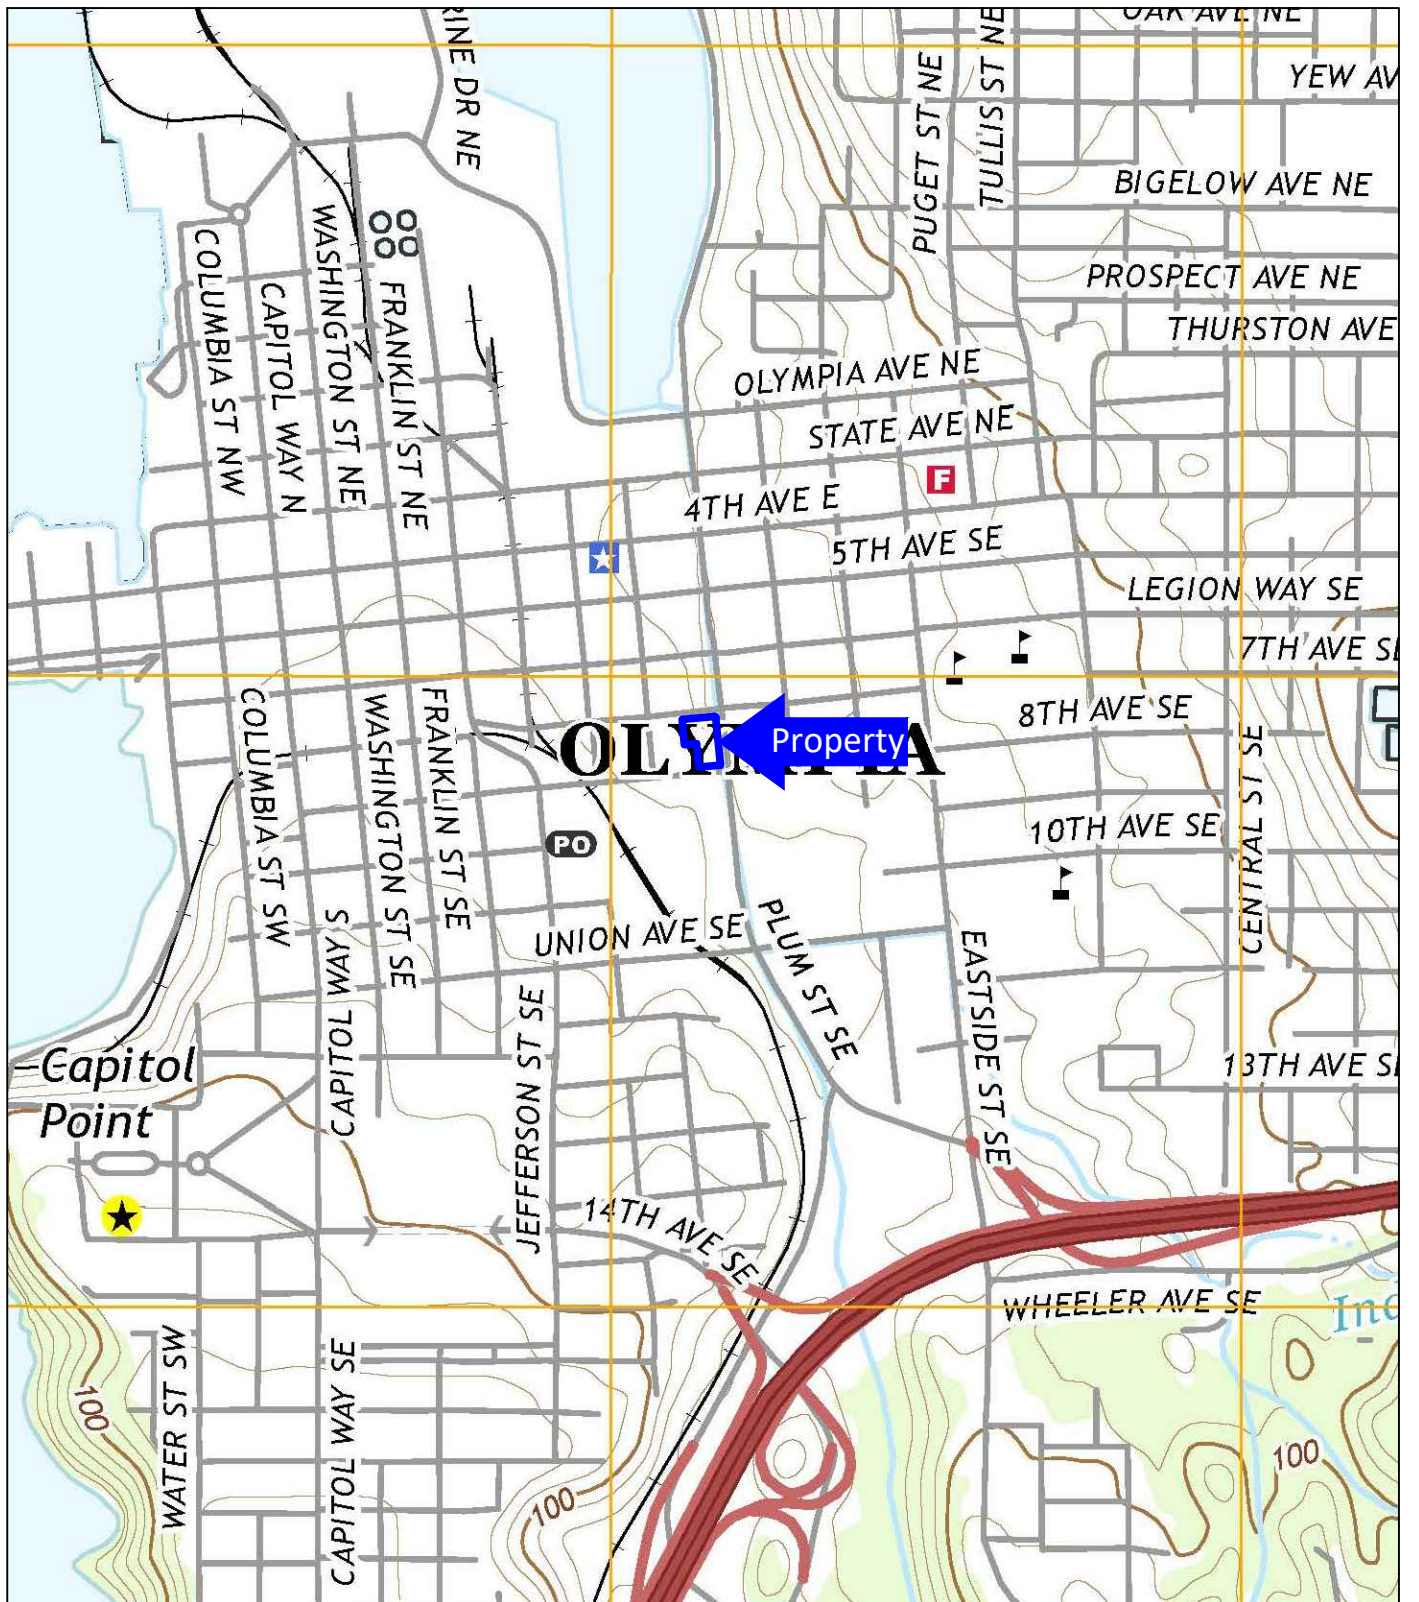 OAK AVE NE
RINE DR NE
PUGET ST NE
TULLIS ST NE
YEW AV
BIGELOW AVE NE
PROSPECT AVE NE
THURSTON AVE
COLUMBIA ST NW
CAPITOL WAY N
WASHINGTON ST NE
FRANKLIN ST NE
OLYMPIA AVE NE
STATE AVE NE
F
4TH AVE E
5TH AVE SE
LEGION WAY SE
7TH AVE SE
COLUMBIA ST SW
WASHINGTON ST SE
FRANKLIN ST SE
OLYMPIA
Property
8TH AVE SE
10TH AVE SE
CENTRAL ST SE
PO
UNION AVE SE
PLUM ST SE
EASTSIDE ST SE
CAPITOL WAY S
JEFFERSON ST SE
13TH AVE SE
Capitol
Point
14TH AVE SE
WHEELER AVE SE
Ind
WATER ST SW
CAPITOL WAY SE
100
100
100